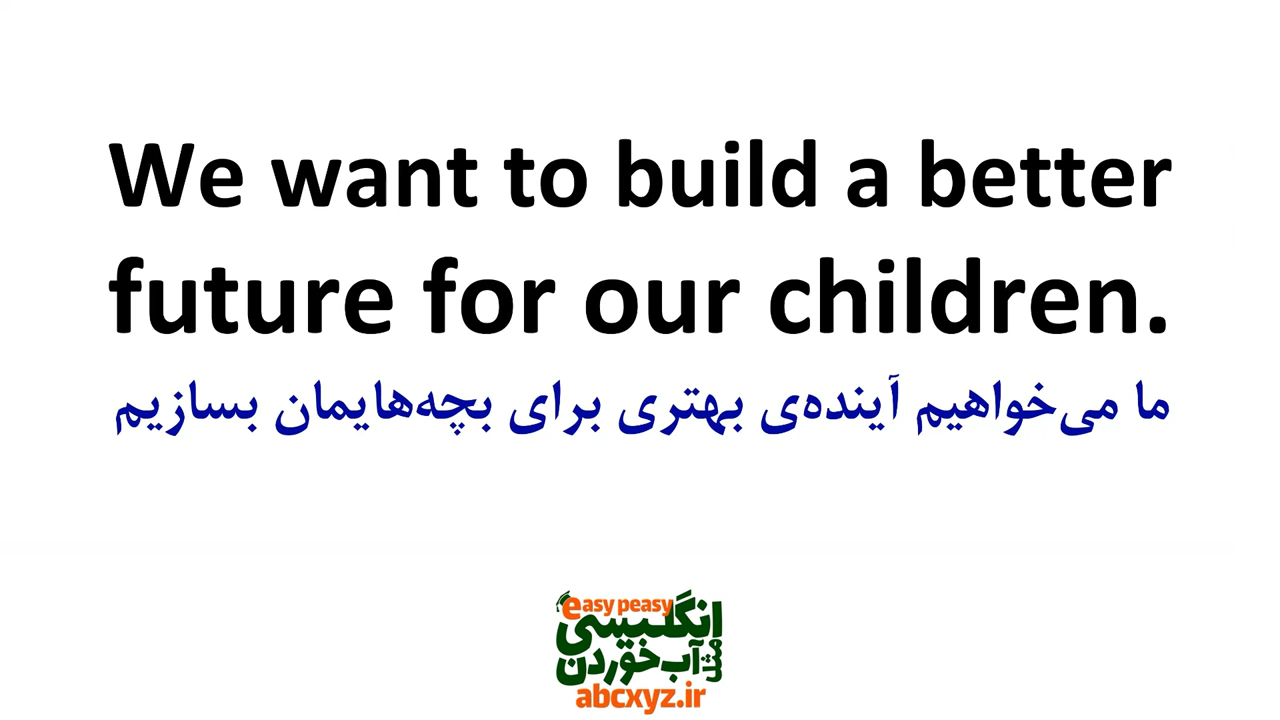 We want to build a better
future for our children.
ما می‌خواهیم آینده‌ی بهتری برای بچه‌هایمان بسازیم
easy peasy
انگلیسی
مثل آب خوردن
abcxyz.ir